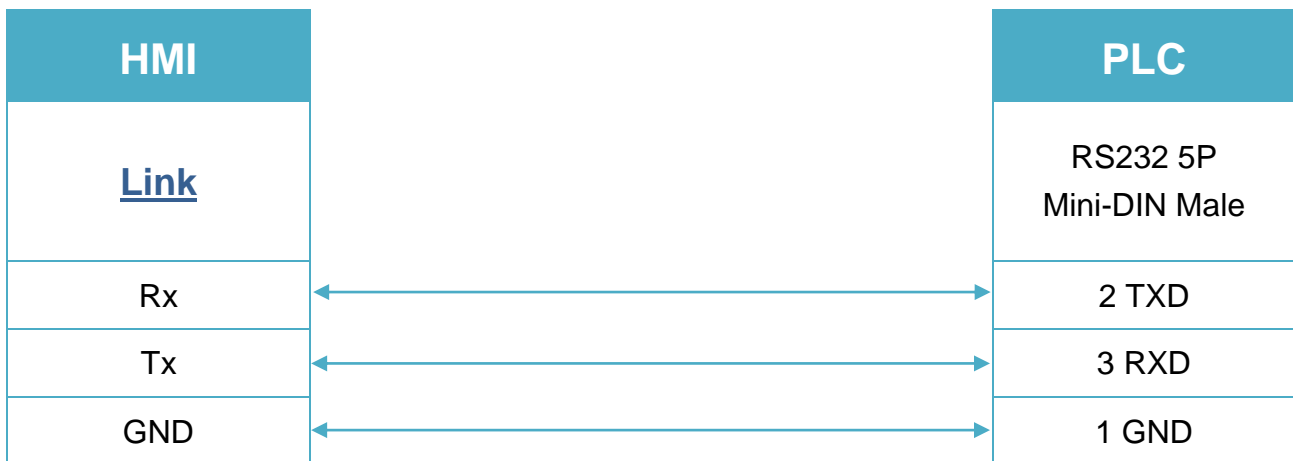 HMI
PLC
Link
RS232 5P
Mini-DIN Male
Rx
2 TXD
Tx
3 RXD
GND
1 GND